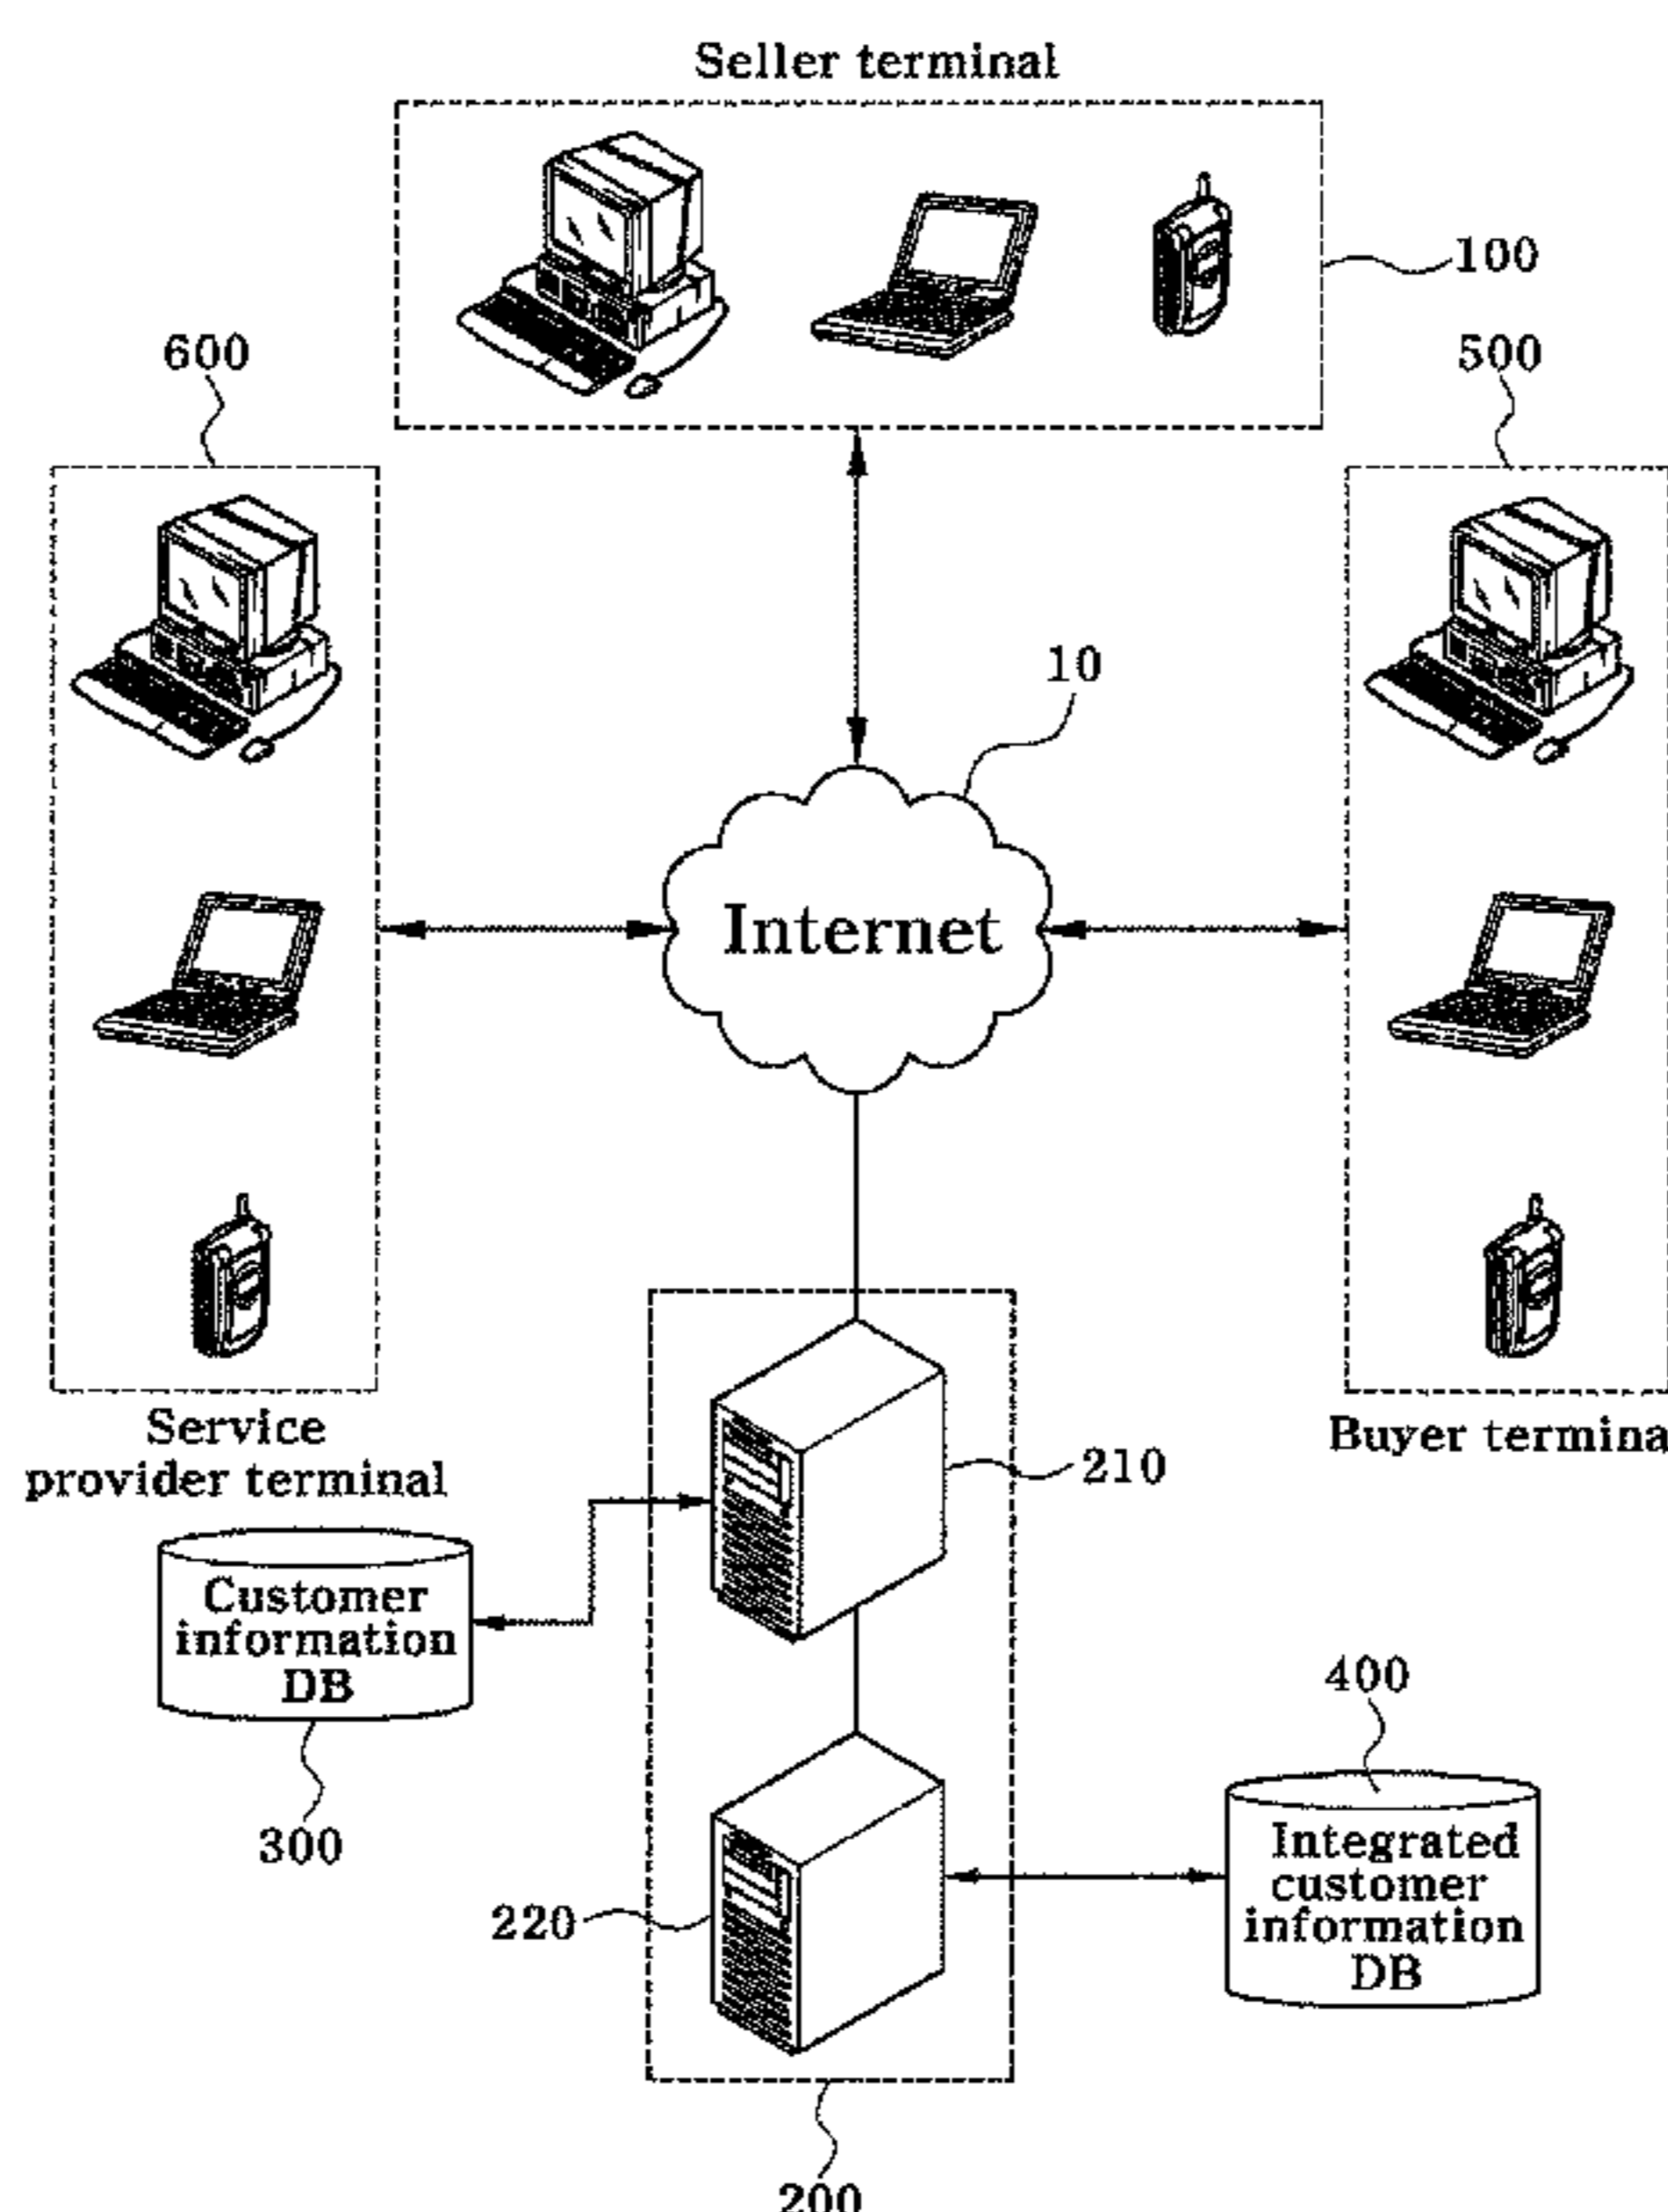 Seller terminal
100
600
500
10
Internet
Service
provider terminal
Buyer termina
210
Customer
information
DB
300
400
Integrated
customer
information
DB
220
200